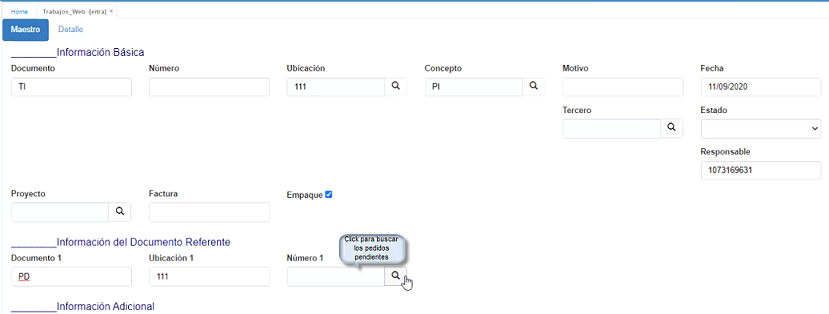 Home Trabajos_Web -[eitra] ×
Maestro Detalle
________Información Básica
Documento Número Ubicación Concepto Motivo Fecha
TI 111 PI 11/09/2020
Tercero Estado
Responsable
1073169631
Proyecto Factura Empaque
________Información del Documento Referente
Click para buscar
los pedidos
pendientes
Documento 1 Ubicación 1 Número 1
PD 111
________Información Adicional